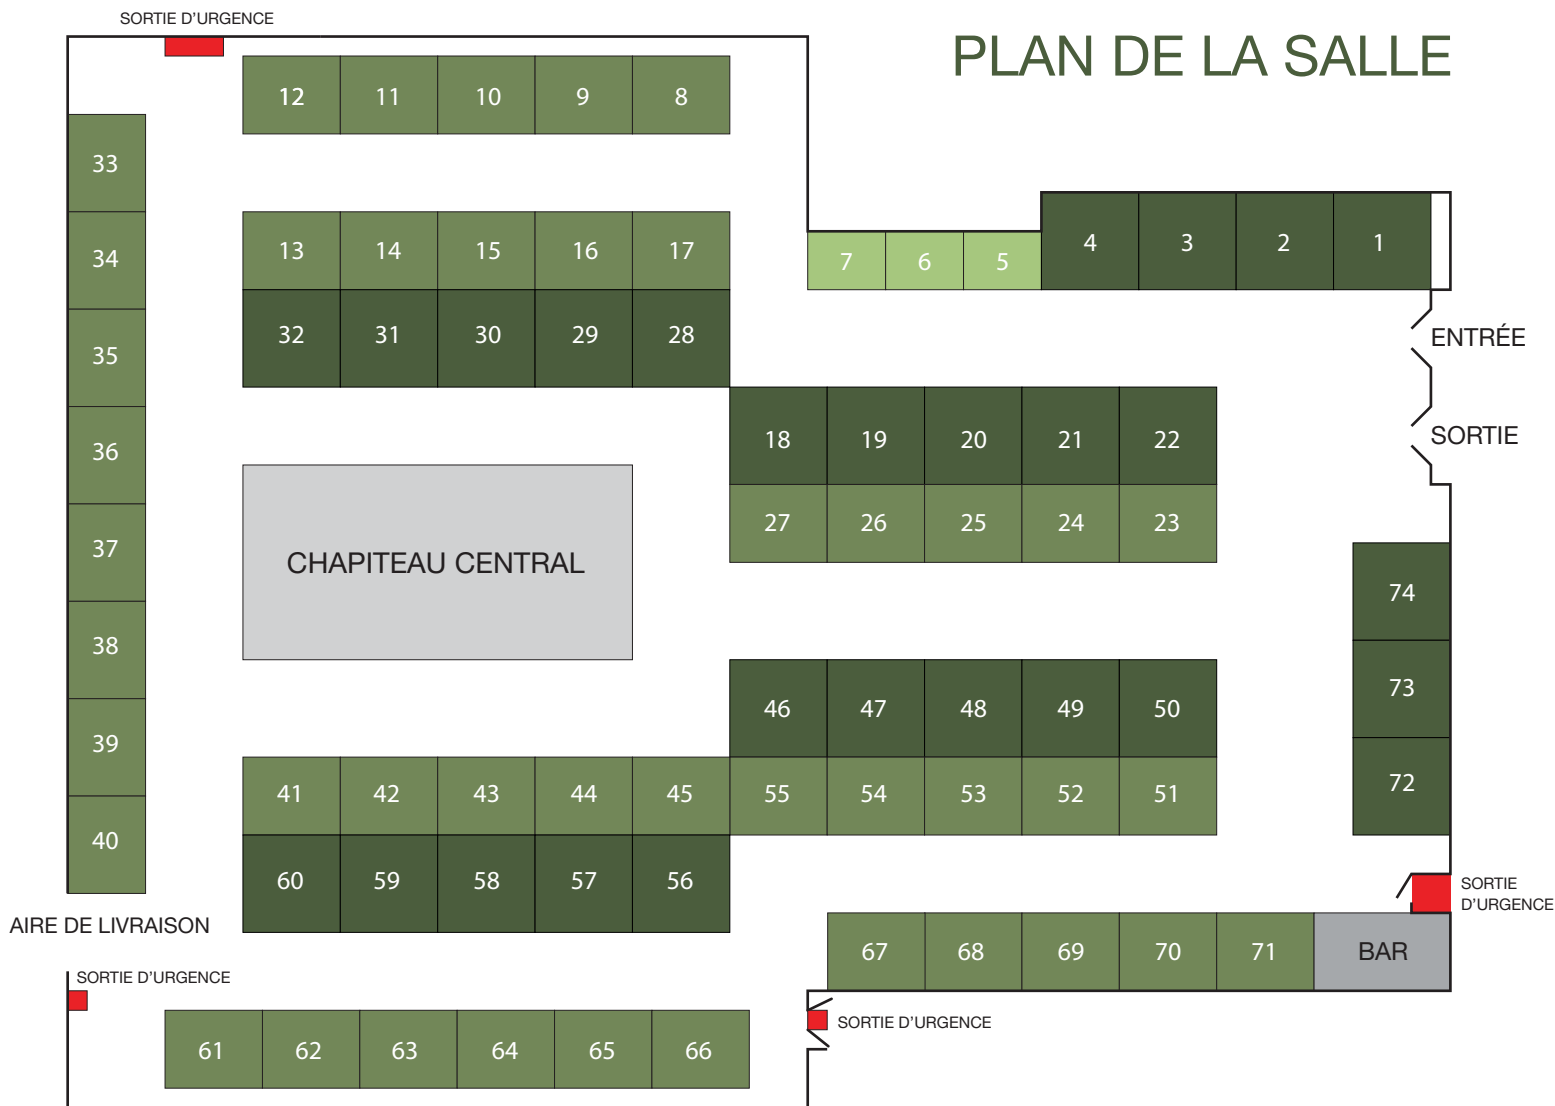 SORTIE D'URGENCE
PLAN DE LA SALLE
12 11 10 9 8
33
34
35
36
37
38
39
40
13 14 15 16 17
32 31 30 29 28
7 6 5 4 3 2 1
ENTRÉE
SORTIE
18 19 20 21 22
27 26 25 24 23
CHAPITEAU CENTRAL
74
73
72
46 47 48 49 50
41 42 43 44 45 55 54 53 52 51
60 59 58 57 56
SORTIE
D'URGENCE
AIRE DE LIVRAISON
67 68 69 70 71 BAR
SORTIE D'URGENCE
SORTIE D'URGENCE
61 62 63 64 65 66